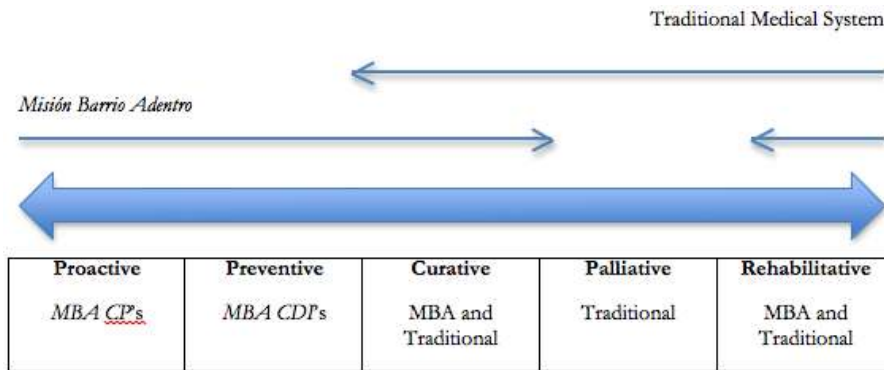 Traditional Medical System
Misión Barrio Adentro
Proactive
MBA CP's
Preventive
MBA CDI's
Curative
MBA and
Traditional
Palliative
Traditional
Rehabilitative
MBA and
Traditional